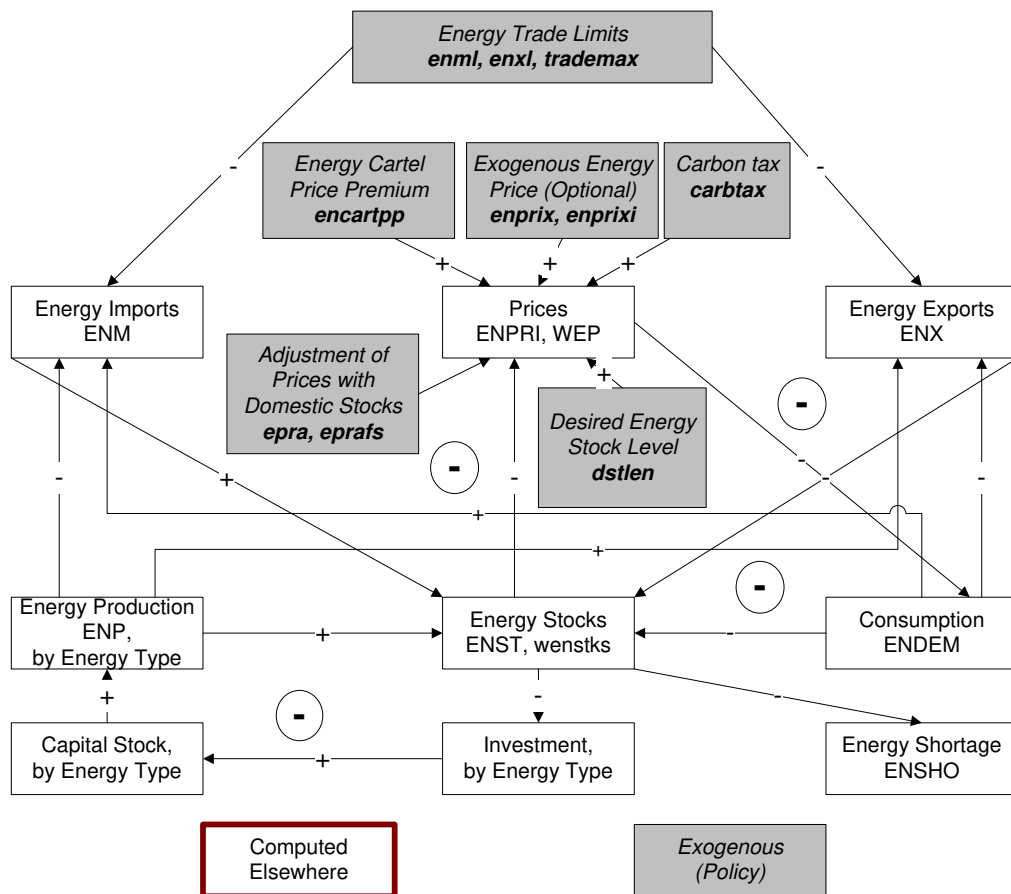 Energy Trade Limits
enml, enxl, trademax
-
-
Energy Cartel
Price Premium
encartpp
Exogenous Energy
Price (Optional)
enprix, enprixi
Carbon tax
carbtax
+
+
+
Energy Imports
ENM
Prices
ENPRI, WEP
Energy Exports
ENX
Adjustment of
Prices with
Domestic Stocks
epra, eprafs
+
Desired Energy
Stock Level
dstlen
-
-
-
-
+
-
-
-
-
+
+
-
Energy Production
ENP,
by Energy Type
+
Energy Stocks
ENST, wenstks
-
Consumption
ENDEM
+
-
-
-
Capital Stock,
by Energy Type
+
Investment,
by Energy Type
Energy Shortage
ENSHO
Computed
Elsewhere
Exogenous
(Policy)